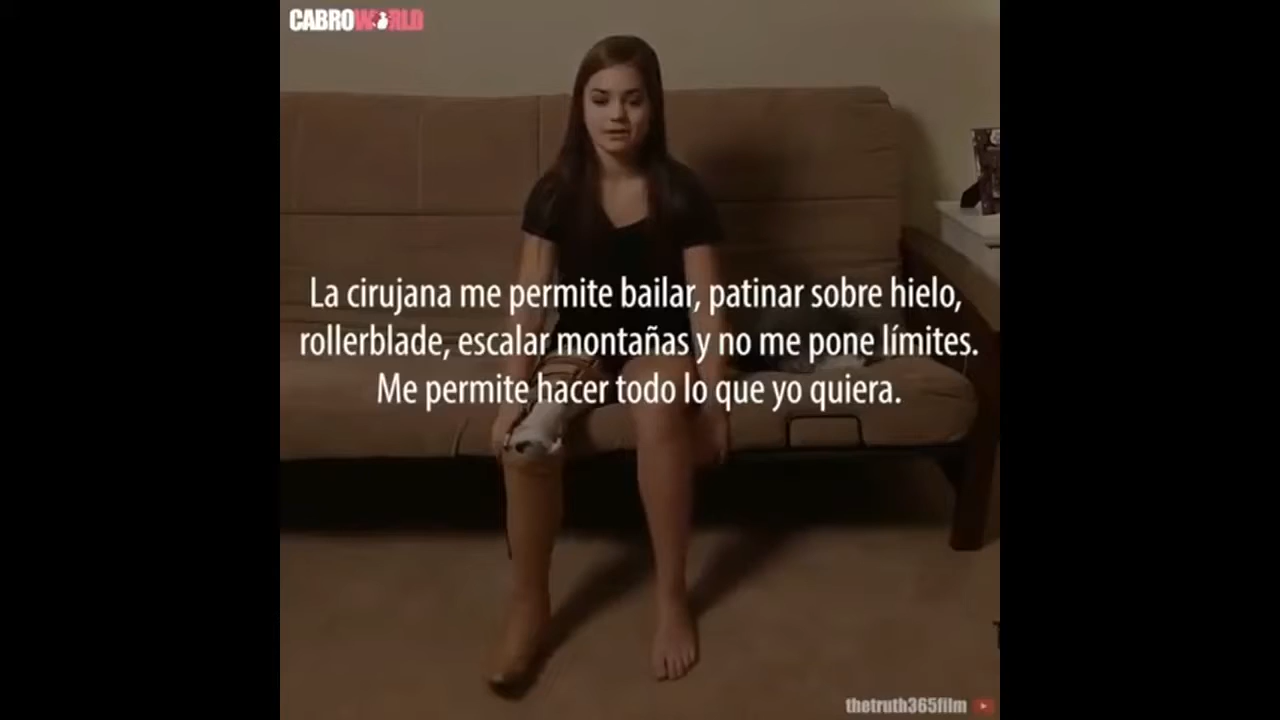 CABROWORLD
La cirujana me permite bailar, patinar sobre hielo,
rollerblade, escalar montañas y no me pone límites.
Me permite hacer todo lo que yo quiera.
thetruth365film